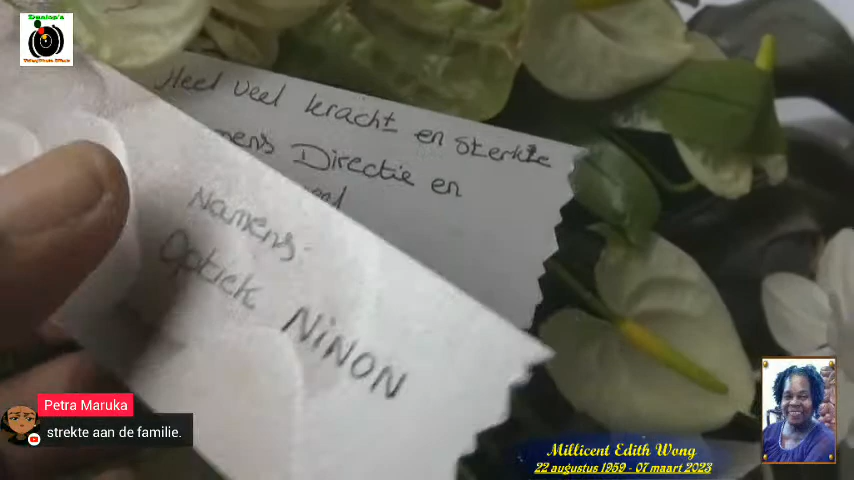 Dunlop's
Heel veel kracht en sterkte
Directie en
Namens
Optiek NINON
Petra Maruka
strekte aan de familie.
Millicent Edith Wong
22 augustus 1959 - 07 maart 2023